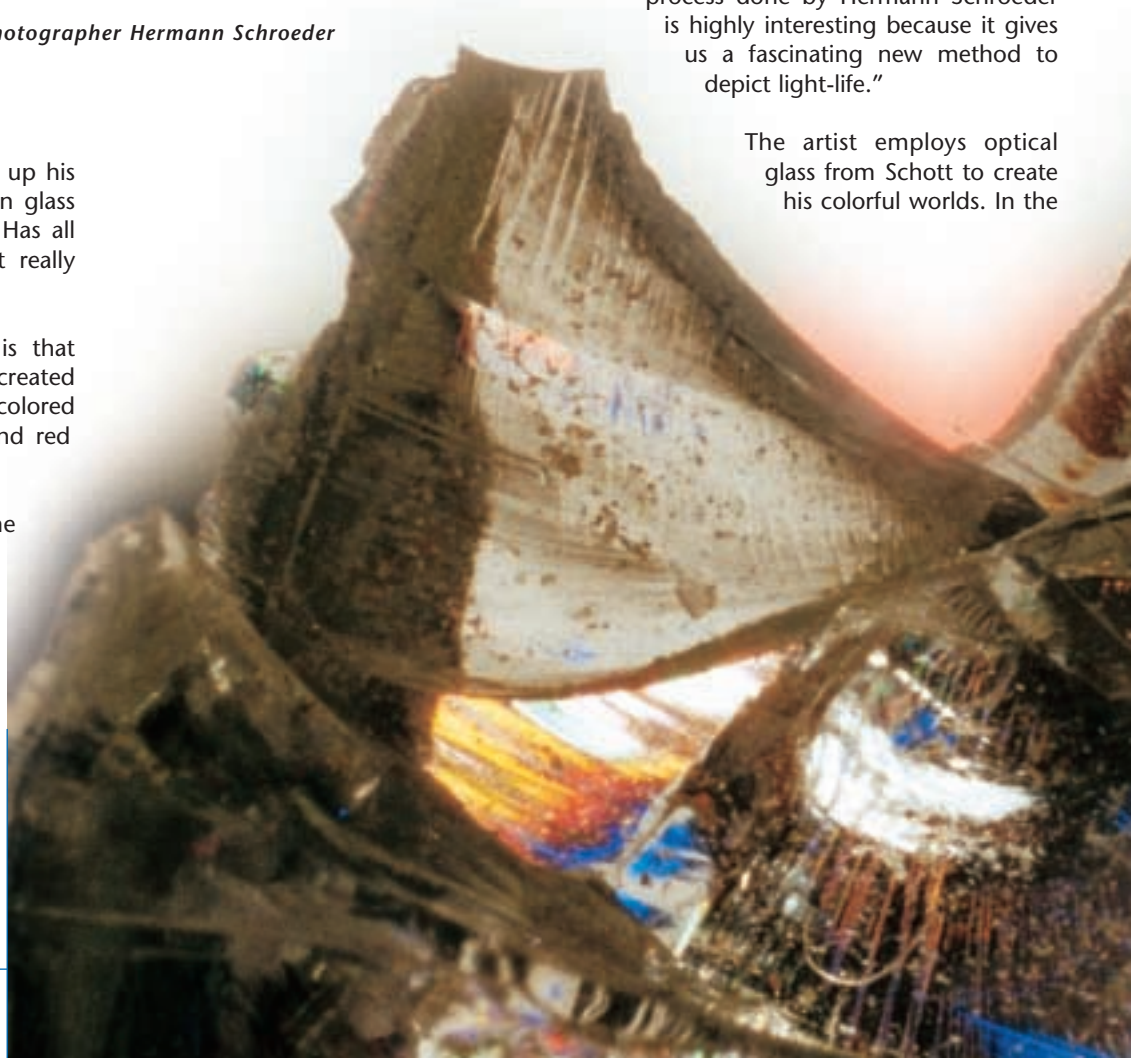 Photographer Hermann Schroeder
up his
n glass
Has all
t really
is that
created
colored
nd red
ne
process done by Hermann Schroeder
is highly interesting because it gives
us a fascinating new method to
depict light-life.”
The artist employs optical
glass from Schott to create
his colorful worlds. In the